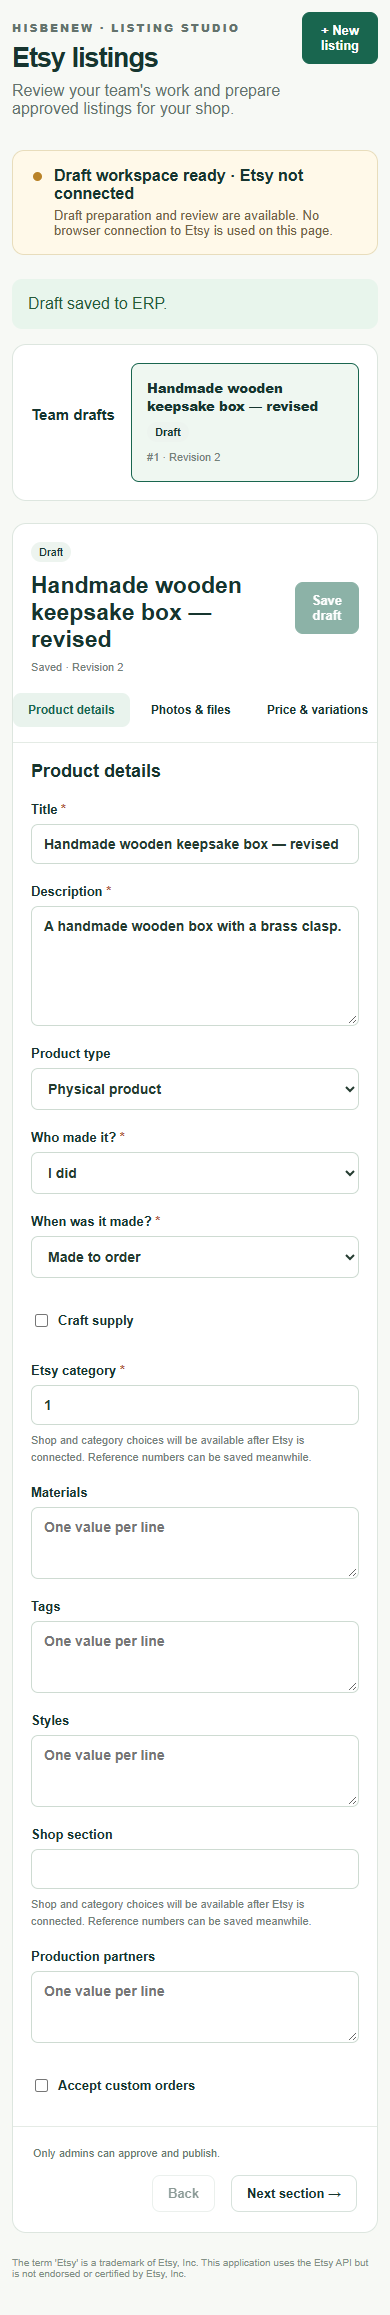 HISBENEW · LISTING STUDIO
Etsy listings
+ New
listing
Review your team's work and prepare
approved listings for your shop.
Draft workspace ready · Etsy not
connected
Draft preparation and review are available. No
browser connection to Etsy is used on this page.
Draft saved to ERP.
Team drafts
Handmade wooden
keepsake box — revised
Draft
#1 · Revision 2
Draft
Handmade wooden
keepsake box —
revised
Saved · Revision 2
Save
draft
Product details
Photos & files
Price & variations
Product details
Title *
Handmade wooden keepsake box — revised
Description *
A handmade wooden box with a brass clasp.
Product type
Physical product
Who made it? *
I did
When was it made? *
Made to order
Craft supply
Etsy category *
1
Shop and category choices will be available after Etsy is
connected. Reference numbers can be saved meanwhile.
Materials
One value per line
Tags
One value per line
Styles
One value per line
Shop section
Shop and category choices will be available after Etsy is
connected. Reference numbers can be saved meanwhile.
Production partners
One value per line
Accept custom orders
Only admins can approve and publish.
Back
Next section →
The term 'Etsy' is a trademark of Etsy, Inc. This application uses the Etsy API but
is not endorsed or certified by Etsy, Inc.